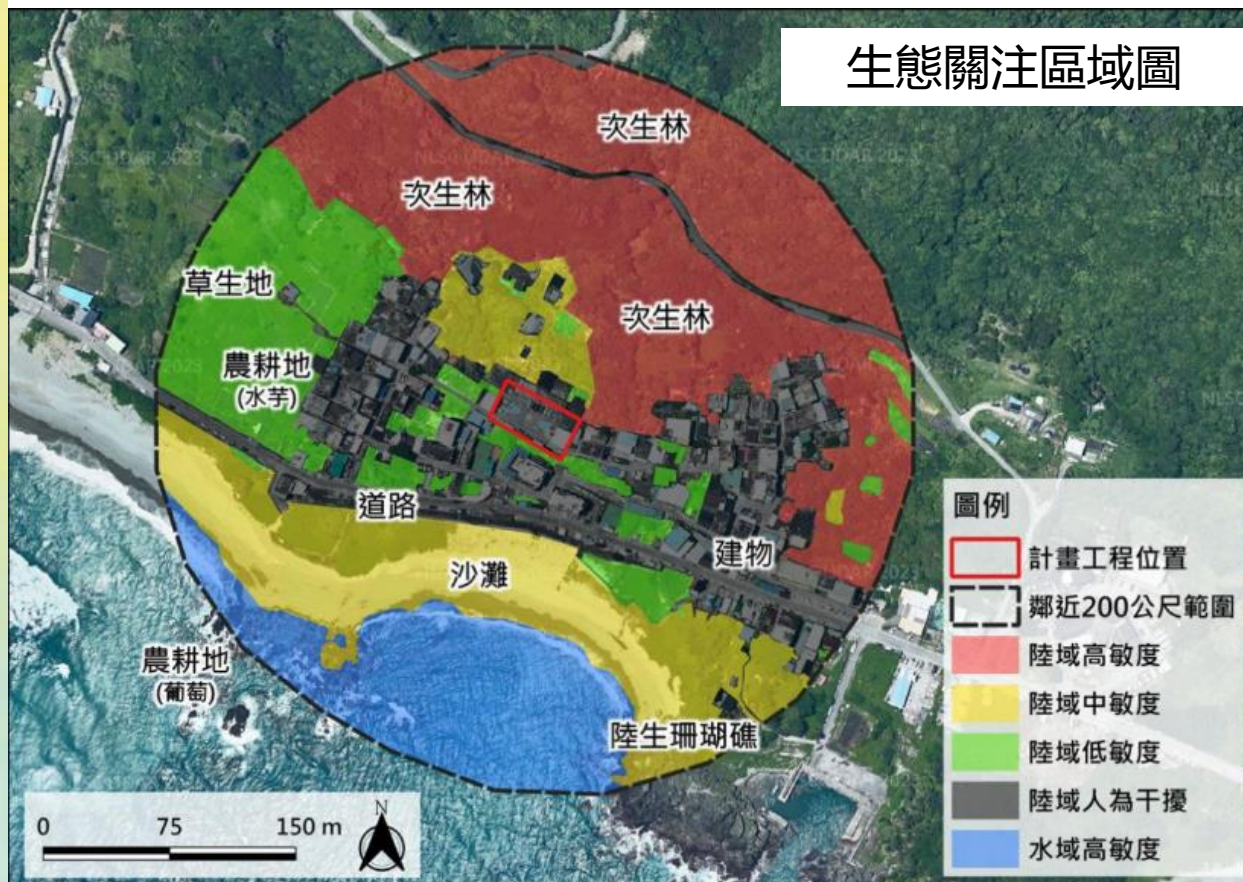 生態關注區域圖
次生林
NLSC LIDAR 2023
次生林
草生地
次生林
農耕地
(水芋)
道路
建物
沙灘
農耕地
(葡萄)
陸生珊瑚礁
圖例
計畫工程位置
鄰近200公尺範圍
陸域高敏度
陸域中敏度
陸域低敏度
陸域人為干擾
水域高敏度
0 75 150 m
N